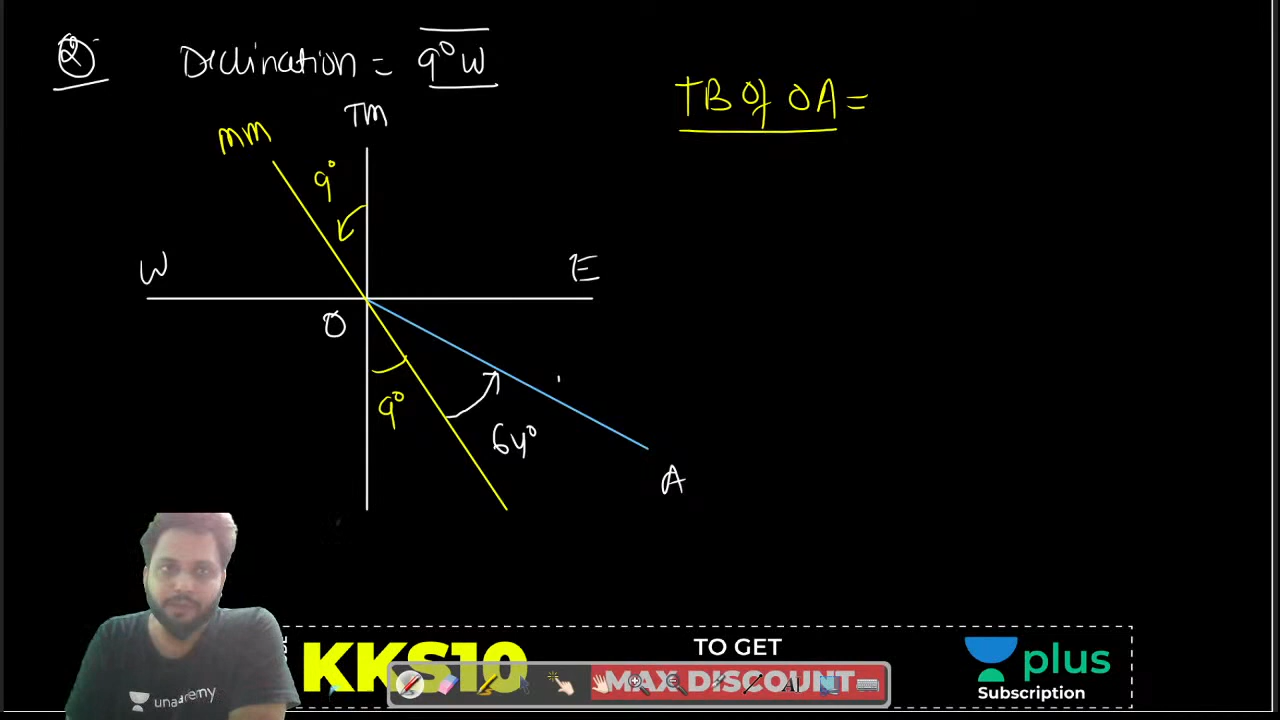 Q
Declination = 9° W
TB of OA =
TM
MM
9°
W
E
O
9°
64°
A
unacademy
KKS10
TO GET
MAX DISCOUNT
plus
Subscription